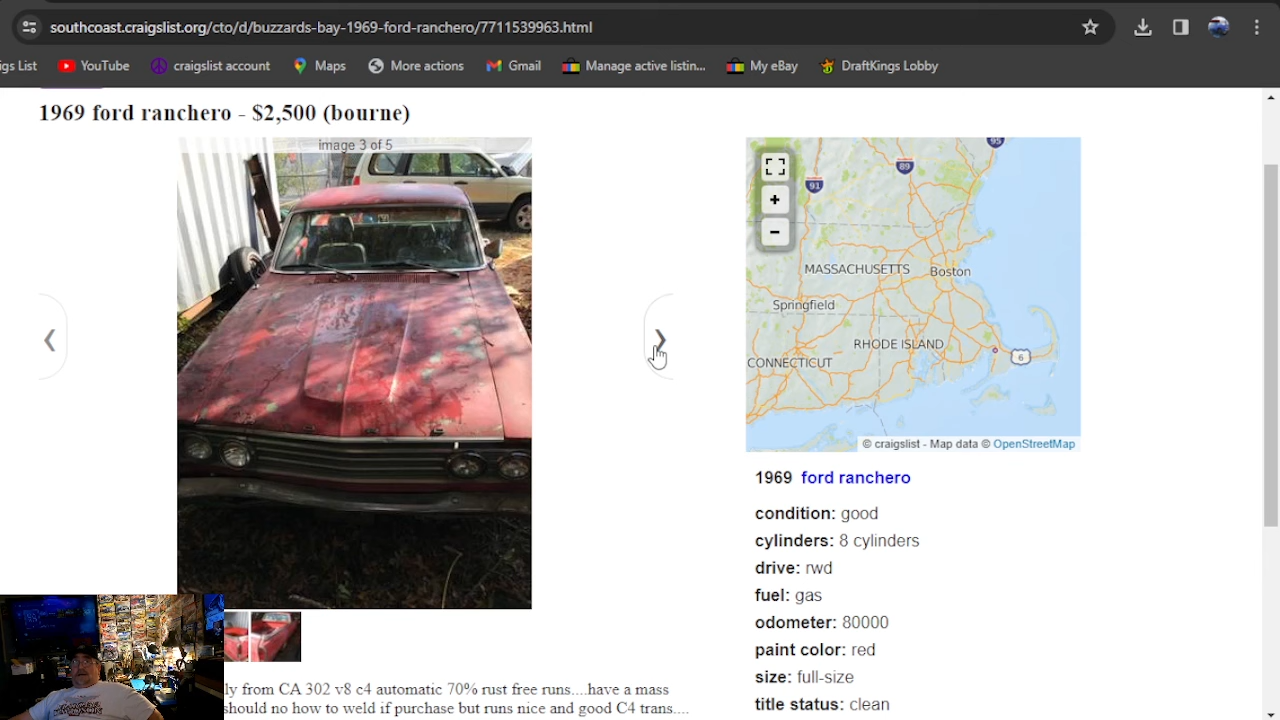 southcoast.craigslist.org/cto/d/buzzards-bay-1969-ford-ranchero/7711539963.html
gs List YouTube craigslist account Maps More actions Gmail Manage active listin... My eBay DraftKings Lobby
1969 ford ranchero - $2,500 (bourne)
image 3 of 5
95
89
91
MASSACHUSETTS
Boston
Springfield
RHODE ISLAND
6
CONNECTICUT
© craigslist - Map data © OpenStreetMap
1969 ford ranchero
condition: good
cylinders: 8 cylinders
drive: rwd
fuel: gas
odometer: 80000
paint color: red
size: full-size
title status: clean
ly from CA 302 v8 c4 automatic 70% rust free runs....have a mass
should no how to weld if purchase but runs nice and good C4 trans....